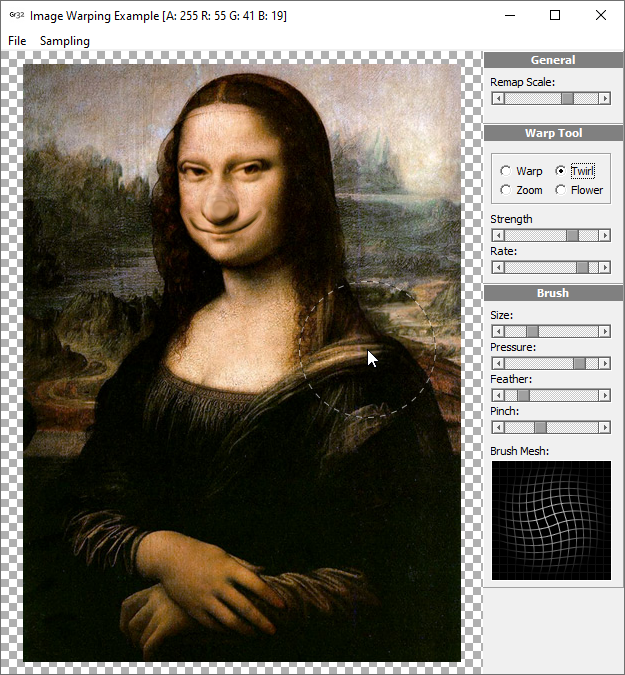 Gr32 Image Warping Example [A: 255 R: 55 G: 41 B: 19]
File Sampling
General
Remap Scale:
Warp Tool
Warp Twirl
Zoom Flower
Strength
Rate:
Brush
Size:
Pressure:
Feather:
Pinch:
Brush Mesh: